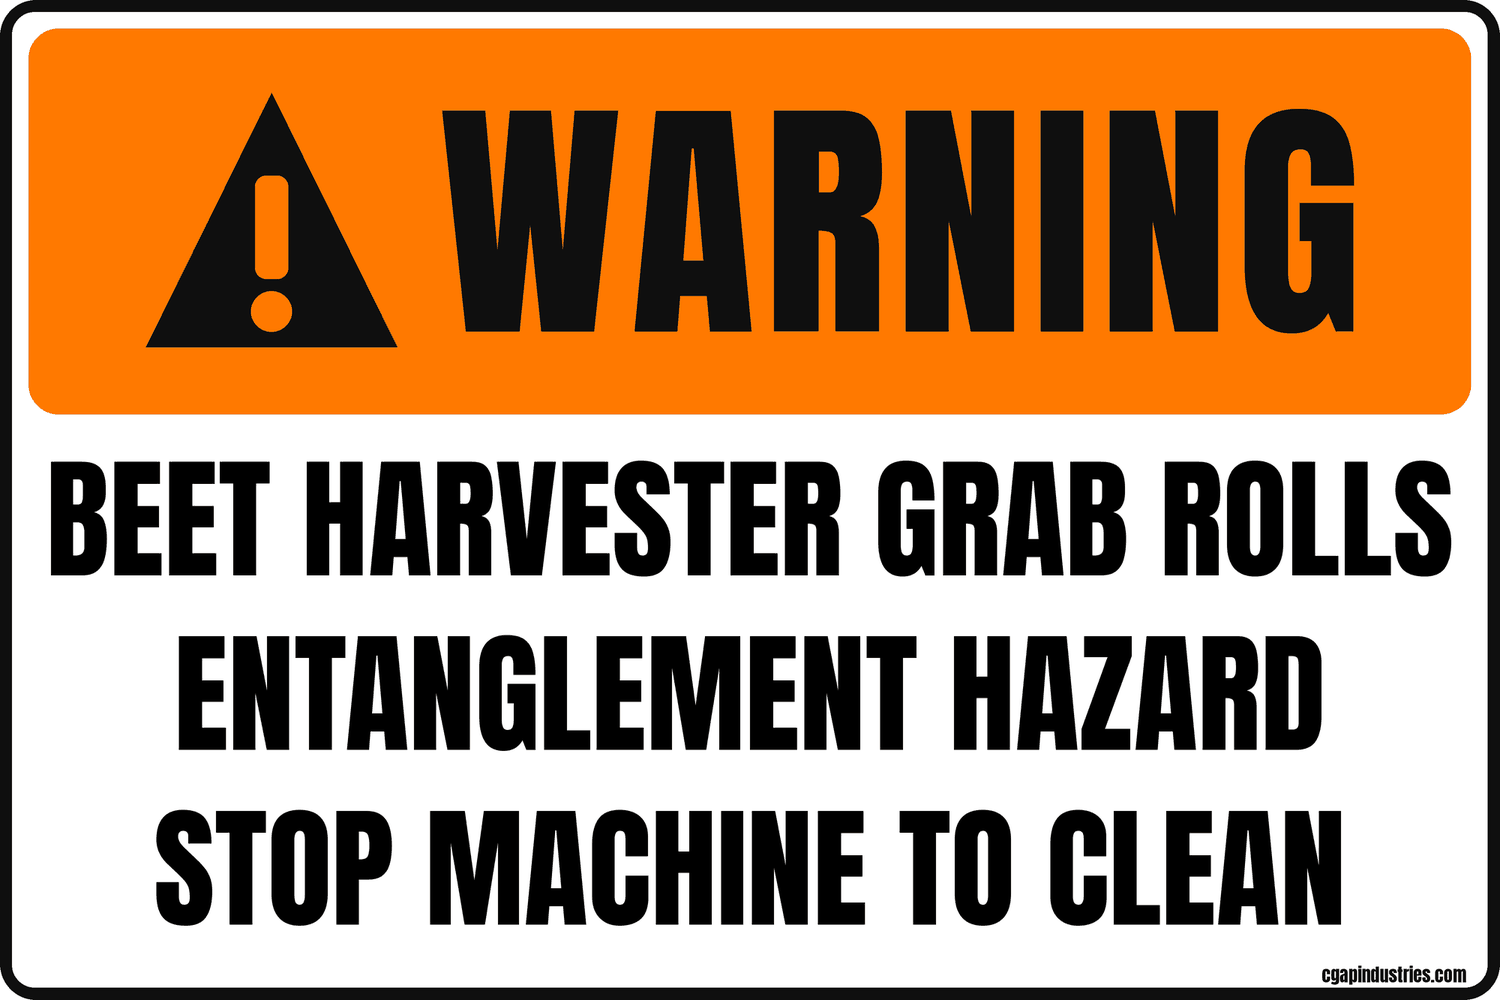 WARNING
BEET HARVESTER GRAB ROLLS
ENTANGLEMENT HAZARD
STOP MACHINE TO CLEAN
cgapindustries.com